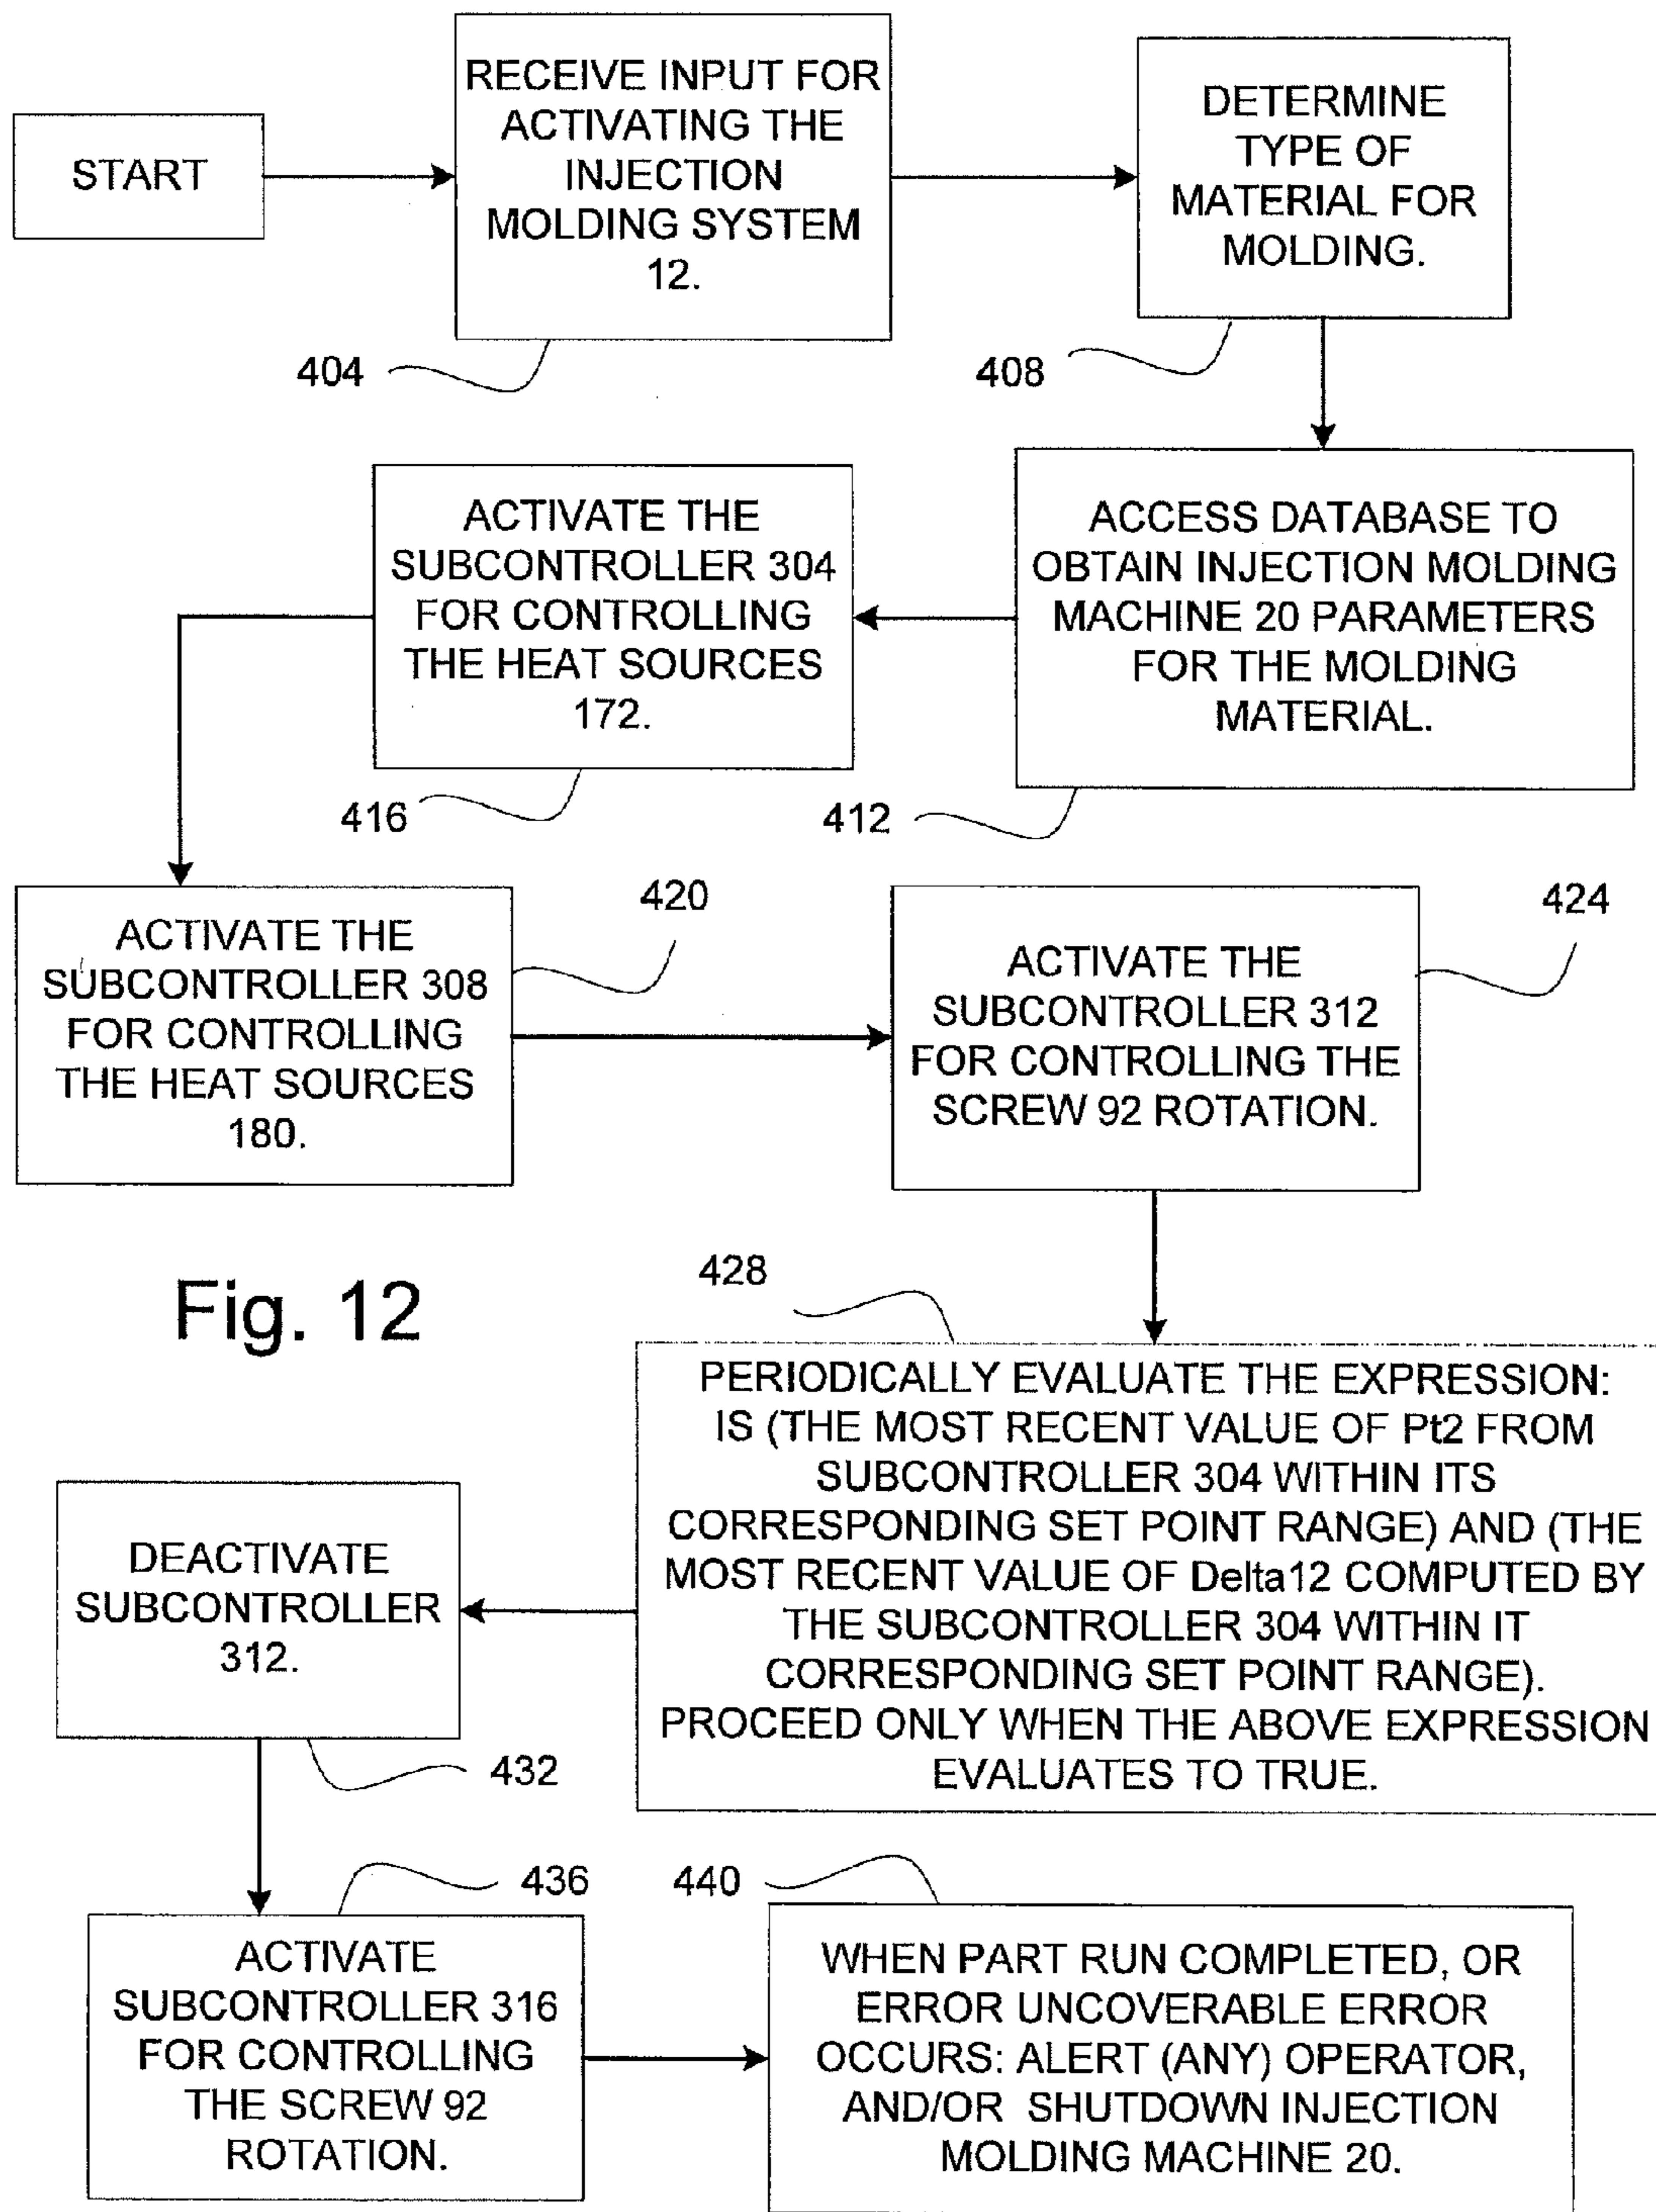 START
RECEIVE INPUT FOR
ACTIVATING THE
INJECTION
MOLDING SYSTEM
12.
404
DETERMINE
TYPE OF
MATERIAL FOR
MOLDING.
408
ACCESS DATABASE TO
OBTAIN INJECTION MOLDING
MACHINE 20 PARAMETERS
FOR THE MOLDING
MATERIAL.
412
ACTIVATE THE
SUBCONTROLLER 304
FOR CONTROLLING
THE HEAT SOURCES
172.
416
ACTIVATE THE
SUBCONTROLLER 308
FOR CONTROLLING
THE HEAT SOURCES
180.
420
ACTIVATE THE
SUBCONTROLLER 312
FOR CONTROLLING THE
SCREW 92 ROTATION.
424
Fig. 12
428
PERIODICALLY EVALUATE THE EXPRESSION:
IS (THE MOST RECENT VALUE OF Pt2 FROM
SUBCONTROLLER 304 WITHIN ITS
CORRESPONDING SET POINT RANGE) AND (THE
MOST RECENT VALUE OF Delta12 COMPUTED BY
THE SUBCONTROLLER 304 WITHIN IT
CORRESPONDING SET POINT RANGE).
PROCEED ONLY WHEN THE ABOVE EXPRESSION
EVALUATES TO TRUE.
DEACTIVATE
SUBCONTROLLER
312.
432
436
ACTIVATE
SUBCONTROLLER 316
FOR CONTROLLING
THE SCREW 92
ROTATION.
440
WHEN PART RUN COMPLETED, OR
ERROR UNCOVERABLE ERROR
OCCURS: ALERT (ANY) OPERATOR,
AND/OR SHUTDOWN INJECTION
MOLDING MACHINE 20.